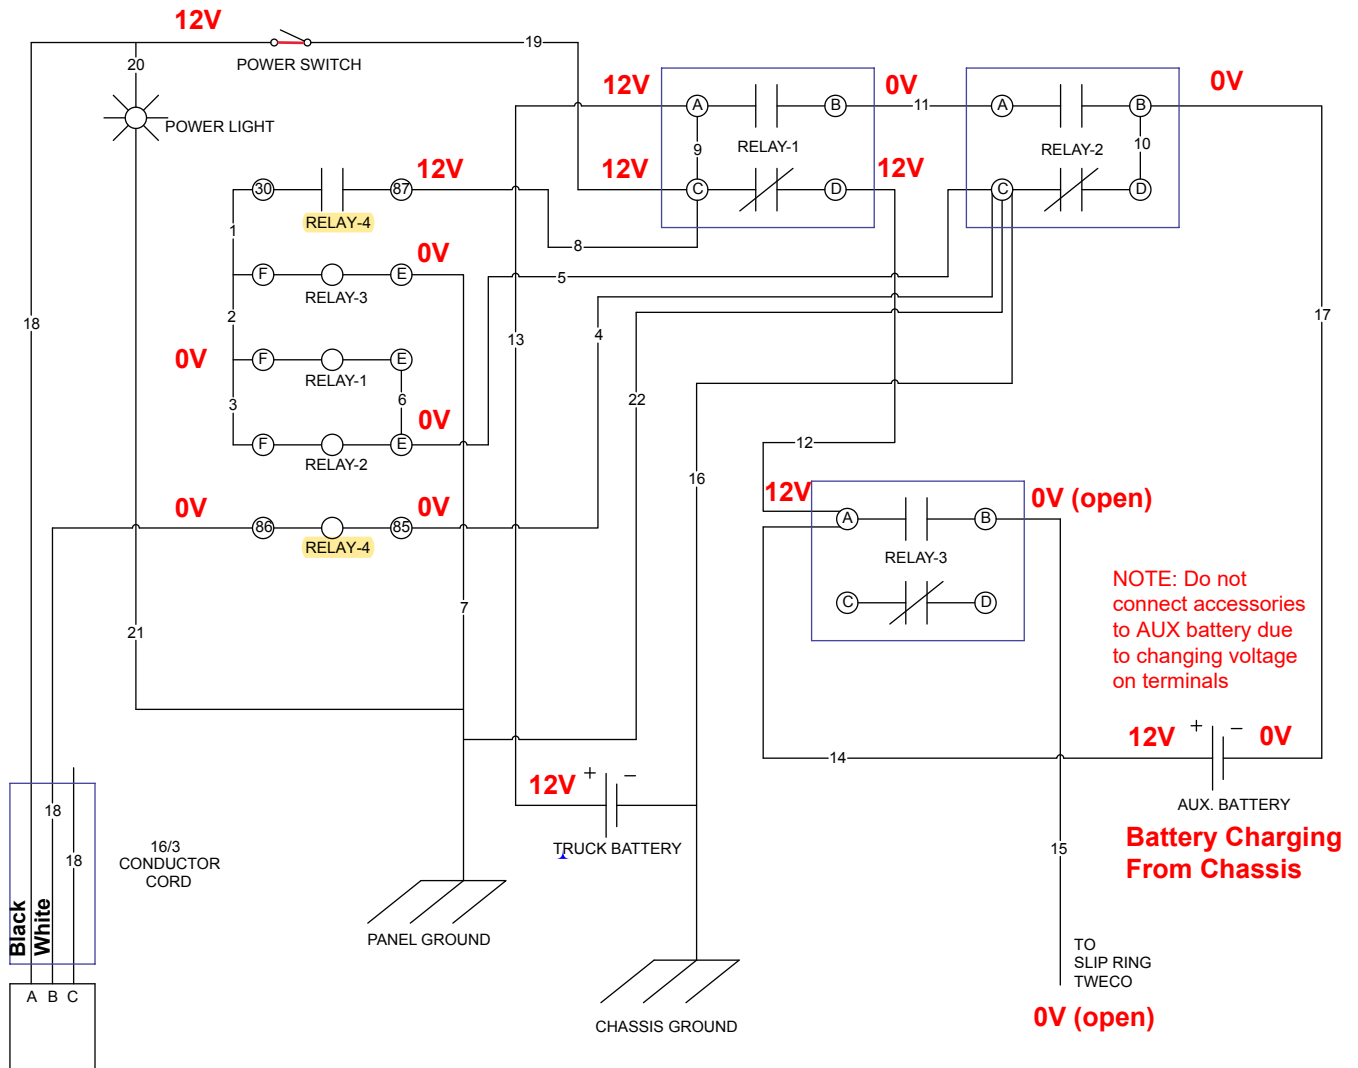 12V
19
20
POWER SWITCH
POWER LIGHT
12V
A
B
0V
11
A
B
0V
9
RELAY-1
10
RELAY-2
12V
C
D
12V
C
D
30
87
12V
1
RELAY-4
8
0V
F
E
5
RELAY-3
18
2
13
4
17
0V
F
E
RELAY-1
3
6
22
0V
F
E
RELAY-2
12
16
12V
0V (open)
0V
0V
86
85
RELAY-4
A
B
RELAY-3
C
D
NOTE: Do not
connect accessories
to AUX battery due
to changing voltage
on terminals
7
21
12V
+
−
0V
14
12V
+
−
AUX. BATTERY
TRUCK BATTERY
Battery Charging
From Chassis
18
18
16/3
CONDUCTOR
CORD
15
Black
White
PANEL GROUND
TO
SLIP RING
TWECO
0V (open)
A B C
CHASSIS GROUND